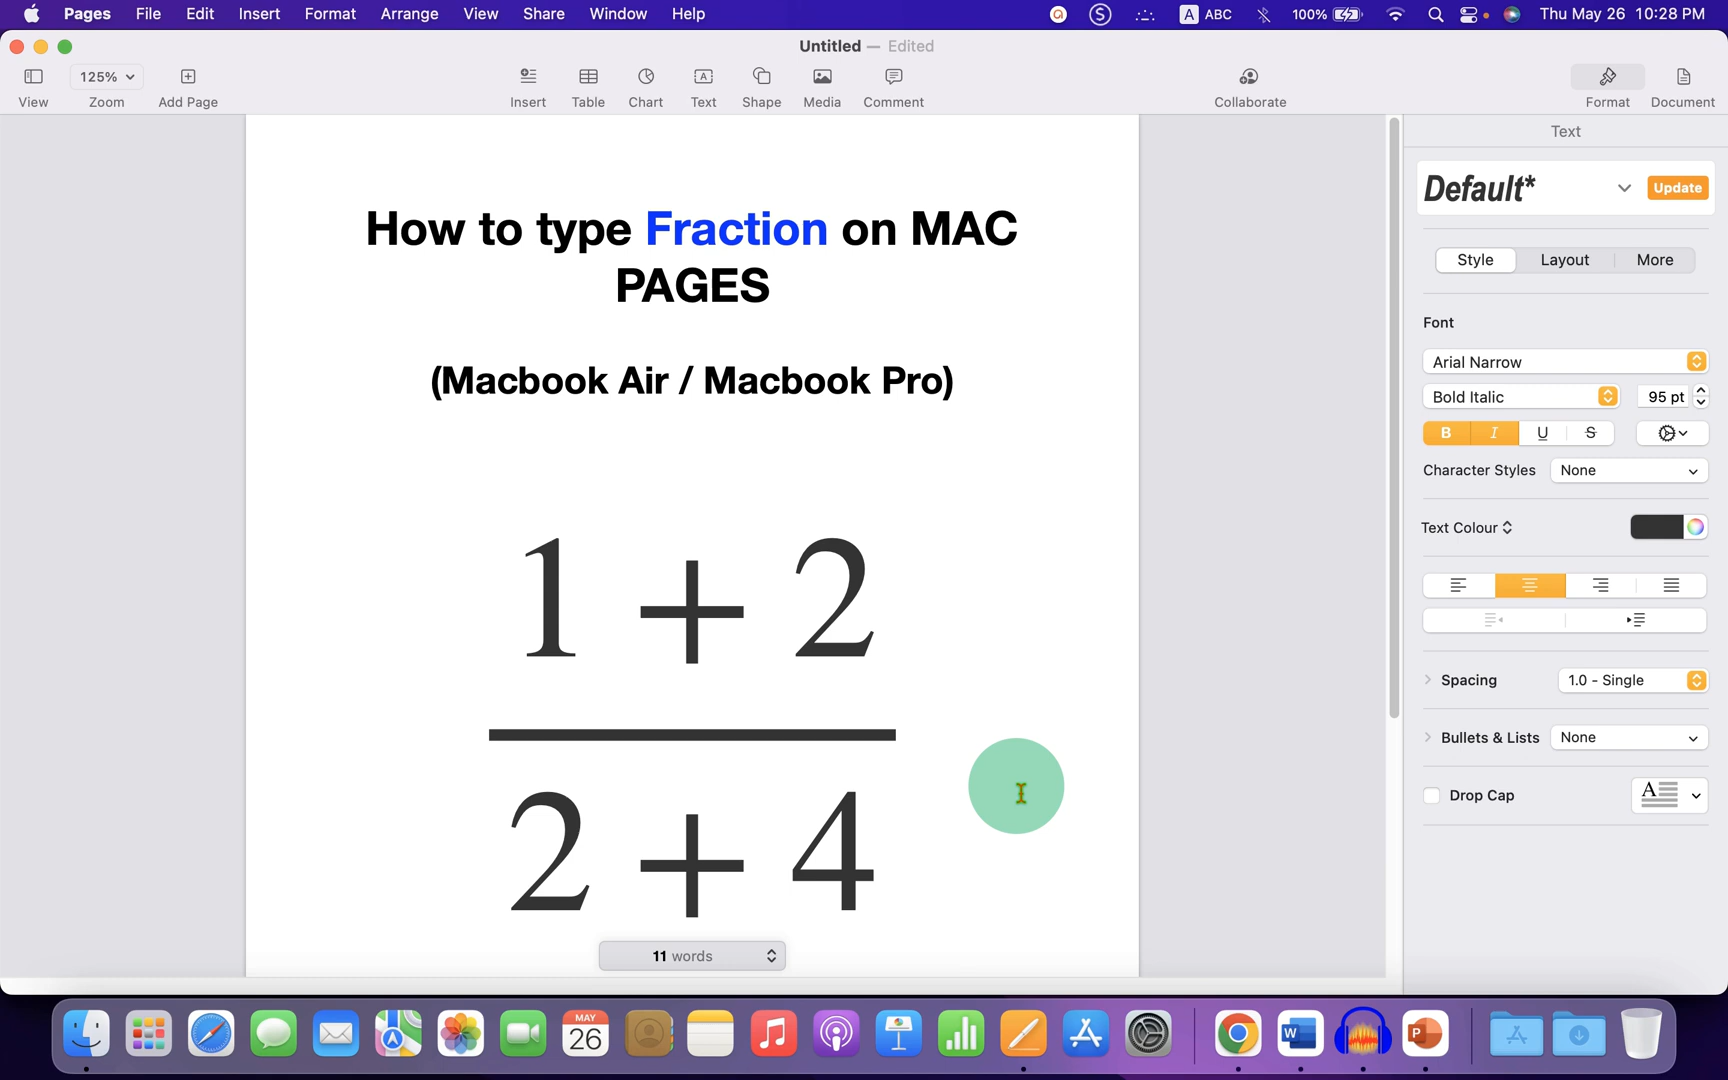 Pages File Edit Insert Format Arrange View Share Window Help A ABC 100% Thu May 26 10:28 PM
Untitled — Edited
125%
View Zoom Add Page Insert Table Chart Text Shape Media Comment Collaborate Format Document
Text
Default* Update
How to type Fraction on MAC
PAGES
Style Layout More
Font
(Macbook Air / Macbook Pro)
Arial Narrow
Bold Italic 95 pt
B I U S
Character Styles None
Text Colour
1 + 2
Spacing 1.0 - Single
Bullets & Lists None
2 + 4
Drop Cap A
11 words
MAY
26
W
P